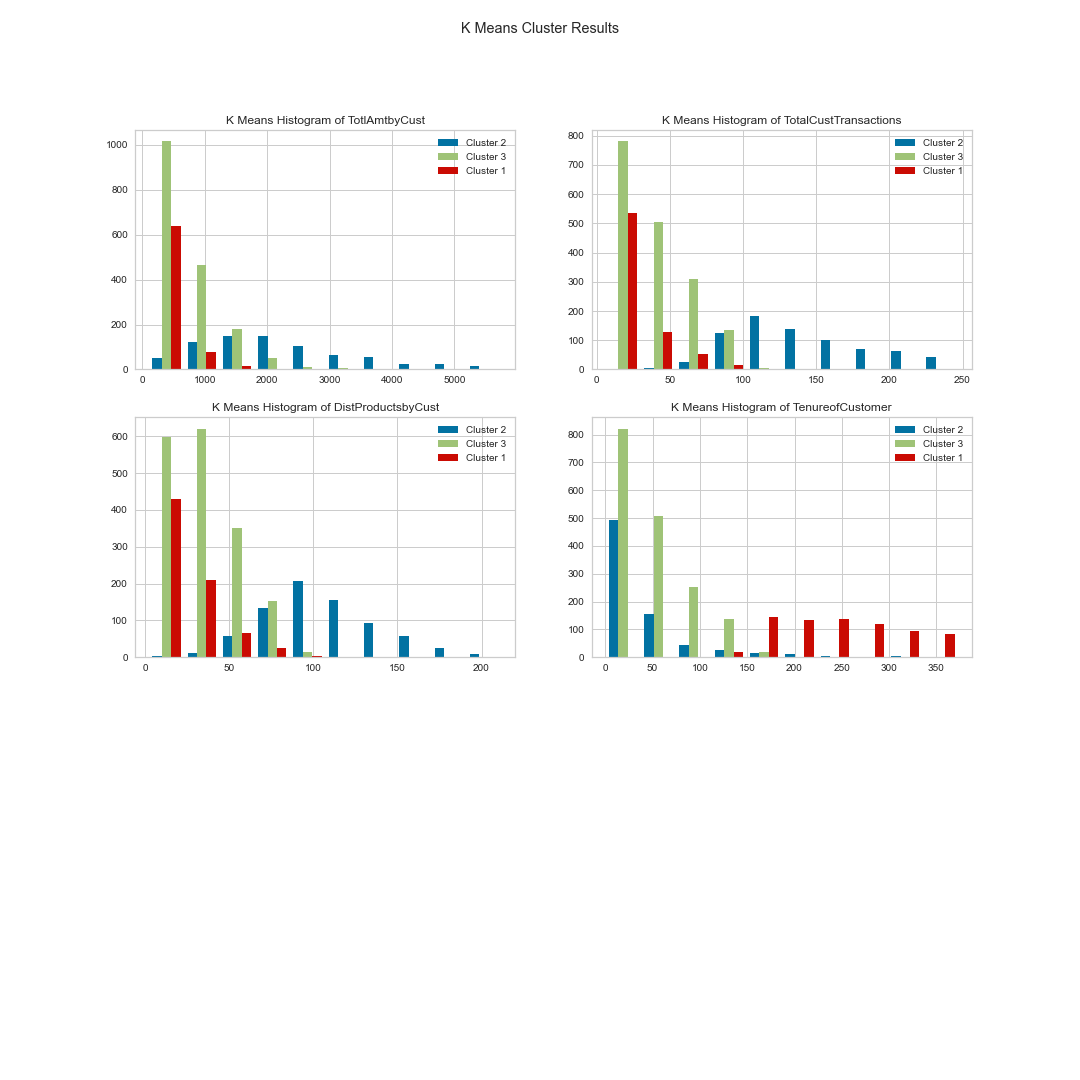 K Means Cluster Results
K Means Histogram of TotlAmtbyCust
1000
800
600
400
200
0
0 1000 2000 3000 4000 5000
Cluster 2
Cluster 3
Cluster 1
K Means Histogram of TotalCustTransactions
800
700
600
500
400
300
200
100
0
0 50 100 150 200 250
Cluster 2
Cluster 3
Cluster 1
K Means Histogram of DistProductsbyCust
600
500
400
300
200
100
0
0 50 100 150 200
Cluster 2
Cluster 3
Cluster 1
K Means Histogram of TenureofCustomer
800
700
600
500
400
300
200
100
0
0 50 100 150 200 250 300 350
Cluster 2
Cluster 3
Cluster 1